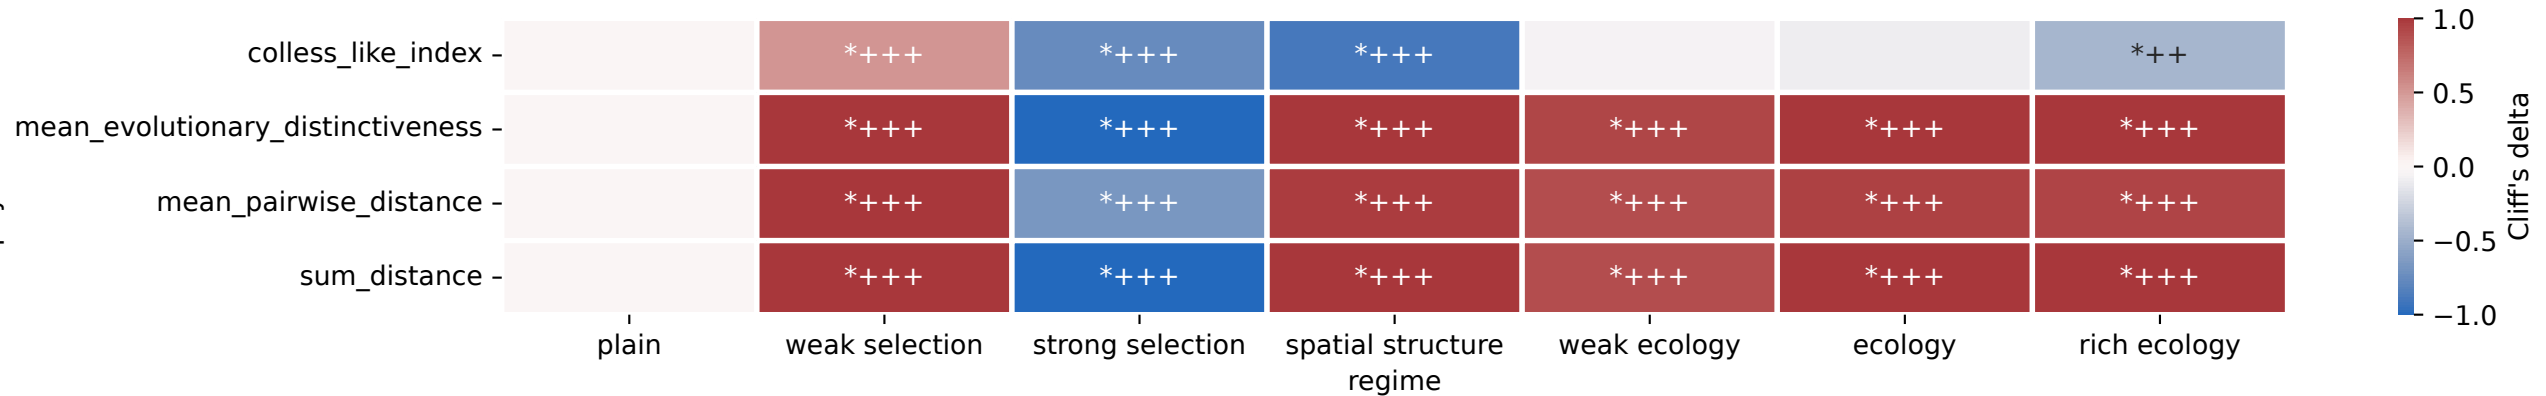 colless_like_index *+++ *+++ *+++ *++
mean_evolutionary_distinctiveness *+++ *+++ *+++ *+++ *+++ *+++
mean_pairwise_distance *+++ *+++ *+++ *+++ *+++ *+++
sum_distance *+++ *+++ *+++ *+++ *+++ *+++
plain weak selection strong selection spatial structure weak ecology ecology rich ecology
regime
1.0
0.5
0.0
−0.5
−1.0
Cliff's delta